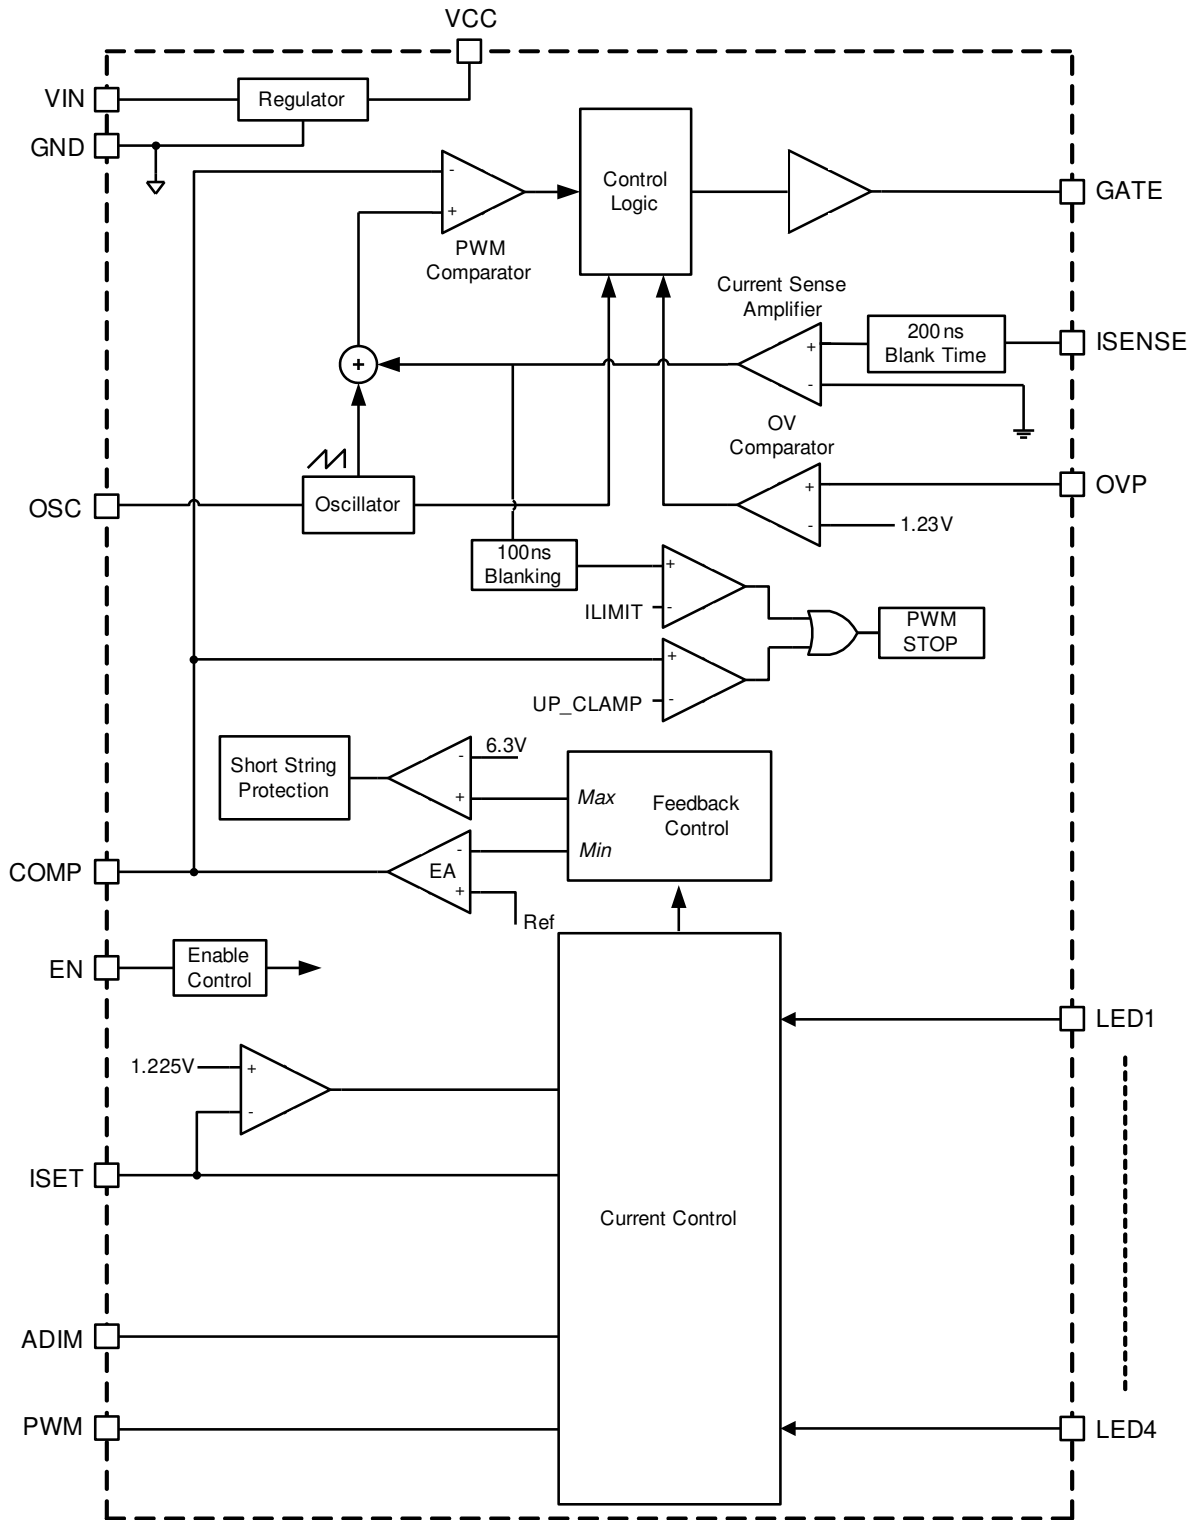 VCC
VIN
Regulator
GND
-
+
PWM
Comparator
Control
Logic
GATE
Current Sense
Amplifier
+
-
200ns
Blank Time
ISENSE
+
OV
Comparator
+
-
1.23V
OVP
OSC
Oscillator
100ns
Blanking
+
-
ILIMIT
PWM
STOP
+
-
UP_CLAMP
Short String
Protection
-
+
6.3V
Max
Min
Feedback
Control
COMP
EA
-
+
Ref
EN
Enable
Control
LED1
1.225V
+
-
ISET
Current Control
ADIM
PWM
LED4